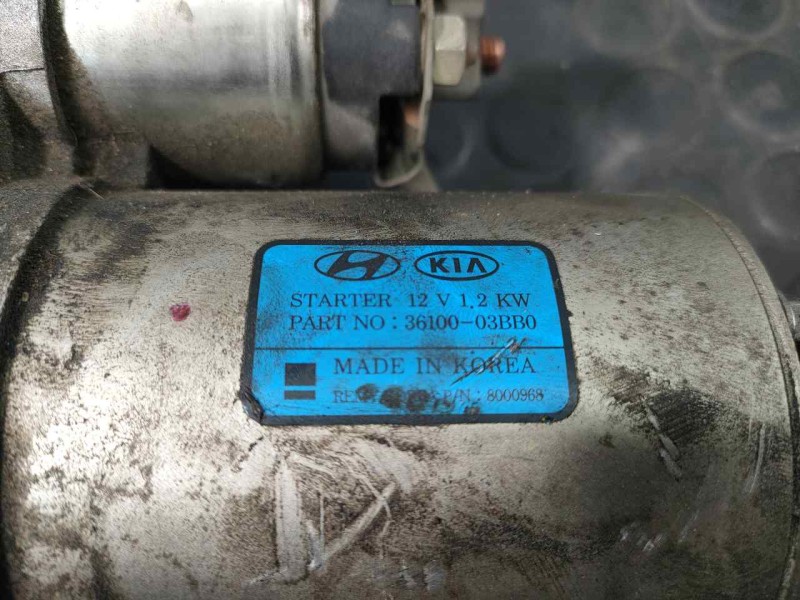 KIA
STARTER 12 V 1.2 KW
PART NO : 36100-03BB0
MADE IN KOREA
P/N : 8000968